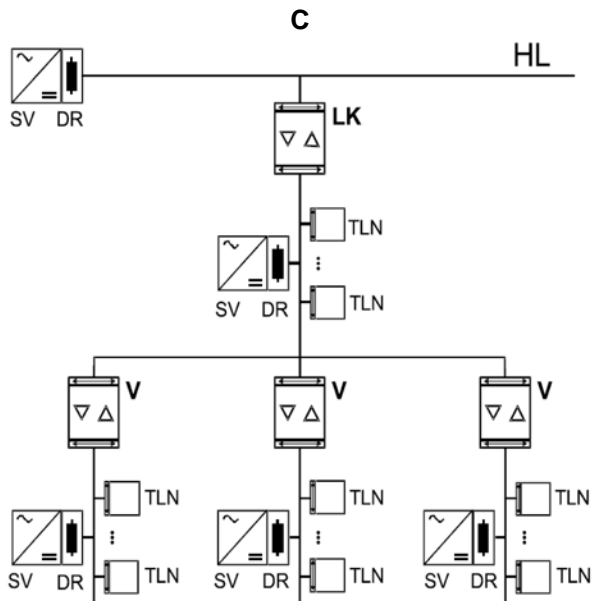 C
HL
SV DR
LK
TLN
SV DR TLN
V V V
TLN TLN TLN
SV DR TLN SV DR TLN SV DR TLN